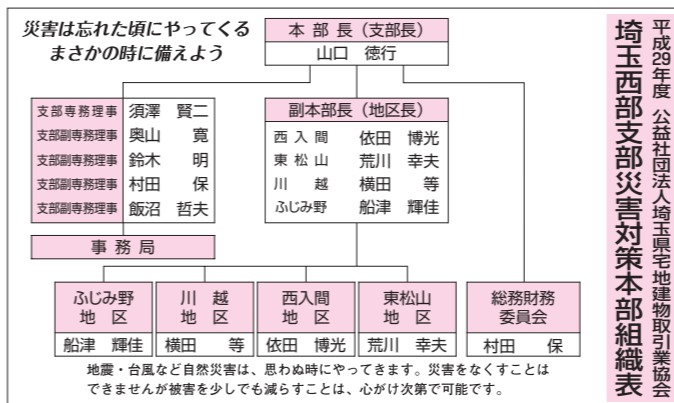 平成29年度 公益社団法人埼玉県宅地建物取引業協会
埼玉西部支部災害対策本部組織表
災害は忘れた頃にやってくる
まさかの時に備えよう
本部長（支部長）
山口 徳行
支部専務理事 須澤 賢二
支部副専務理事 奥山 寛
支部副専務理事 鈴木 明
支部副専務理事 村田 保
支部副専務理事 飯沼 哲夫
事務局
副本部長（地区長）
西入間 依田 博光
東松山 荒川 幸夫
川越 横田 等
ふじみ野 船津 輝佳
ふじみ野
地区
船津 輝佳
川越
地区
横田 等
西入間
地区
依田 博光
東松山
地区
荒川 幸夫
総務財務
委員会
村田 保
地震・台風など自然災害は、思わぬ時にやってきます。災害をなくすことは
できませんが被害を少しでも減らすことは、心がけ次第で可能です。